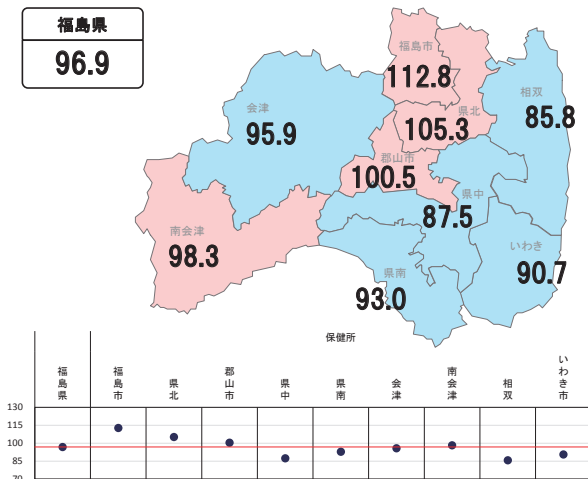 福島県
96.9
福島市
112.8
県北
105.3
相双
85.8
会津
95.9
郡山市
100.5
県中
87.5
南会津
98.3
県南
93.0
いわき
90.7
保健所
福島県
福島市
県北
郡山市
県中
県南
会津
南会津
相双
いわき市
130
115
100
85
70